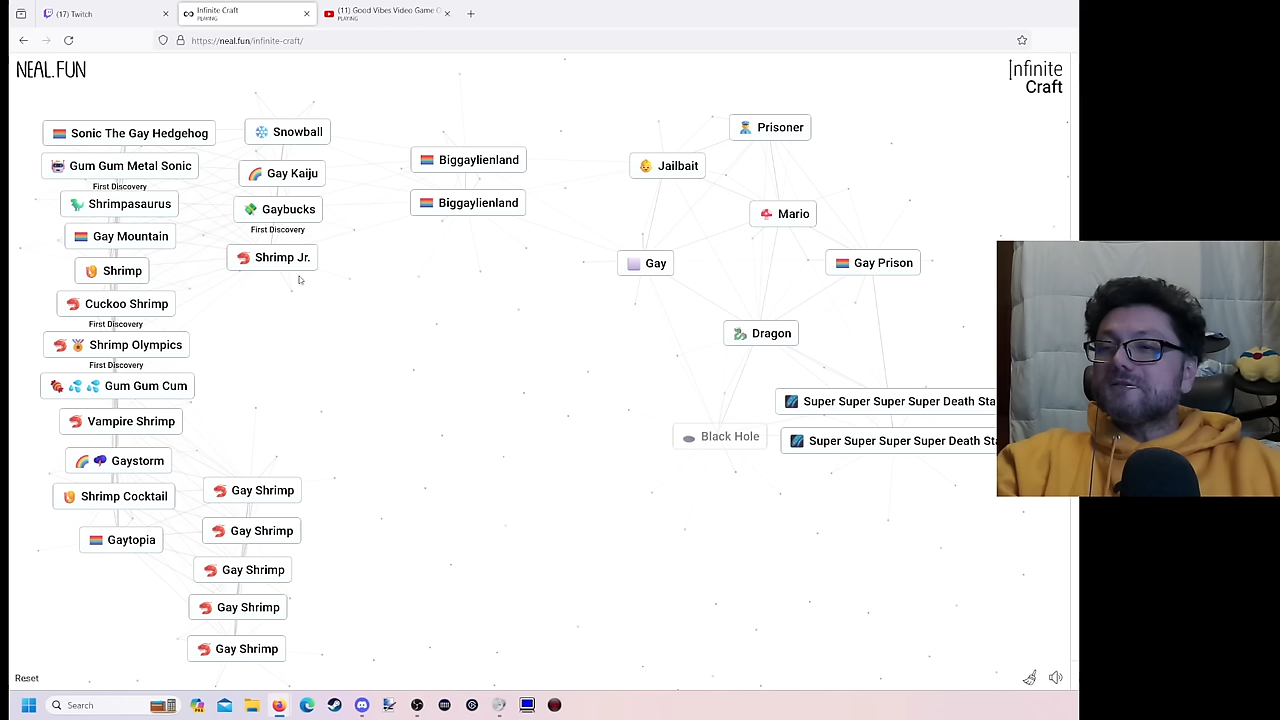 (17) Twitch
Infinite Craft
PLAYING
(11) Good Vibes Video Game C
PLAYING
https://neal.fun/infinite-craft/
NEAL.FUN
Infinite
Craft
Sonic The Gay Hedgehog
Snowball
Prisoner
Gum Gum Metal Sonic
Gay Kaiju
Biggaylienland
Jailbait
First Discovery
Shrimpasaurus
Gaybucks
Biggaylienland
Mario
First Discovery
Gay Mountain
Shrimp Jr.
Gay
Gay Prison
Shrimp
Cuckoo Shrimp
First Discovery
Dragon
Shrimp Olympics
First Discovery
Gum Gum Cum
Super Super Super Super Death Sta
Vampire Shrimp
Black Hole
Super Super Super Super Death Sta
Gaystorm
Shrimp Cocktail
Gay Shrimp
Gay Shrimp
Gaytopia
Gay Shrimp
Gay Shrimp
Gay Shrimp
Reset
Search